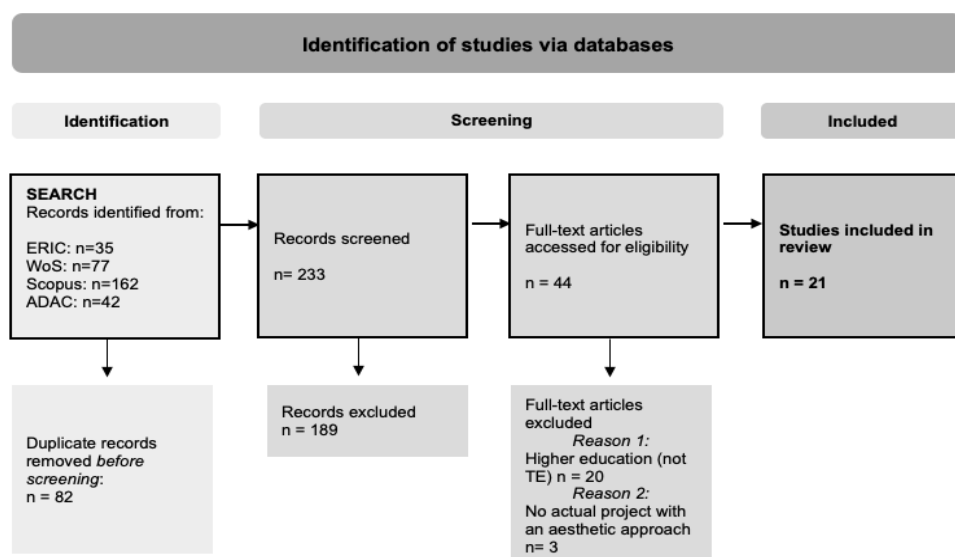 Identification of studies via databases
Identification
Screening
Included
SEARCH
Records identified from:
ERIC: n=35
WoS: n=77
Scopus: n=162
ADAC: n=42
Records screened
n= 233
Full-text articles
accessed for eligibility
n = 44
Studies included in
review
n = 21
Duplicate records
removed before
screening:
n = 82
Records excluded
n = 189
Full-text articles
excluded
Reason 1:
Higher education (not
TE) n = 20
Reason 2:
No actual project with
an aesthetic approach
n= 3